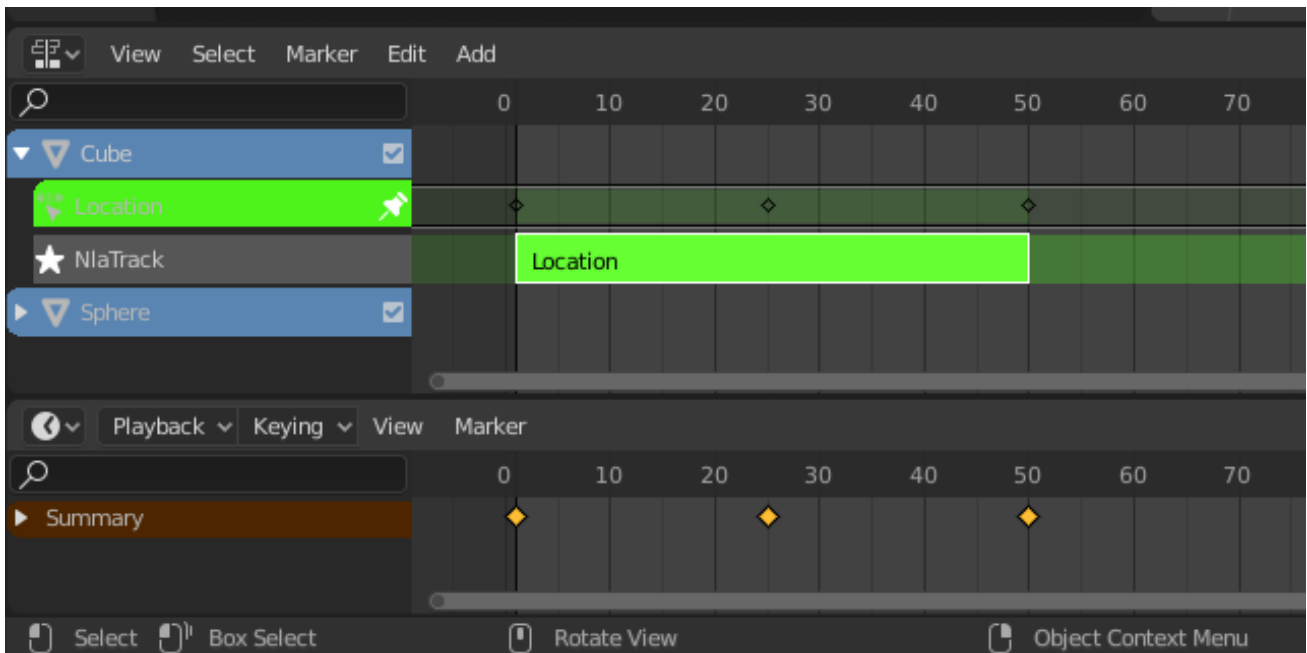 View Select Marker Edit Add
0 10 20 30 40 50 60 70
Cube
Location
NlaTrack Location
Sphere
Playback Keying View Marker
0 10 20 30 40 50 60 70
Summary
Select Box Select Rotate View Object Context Menu